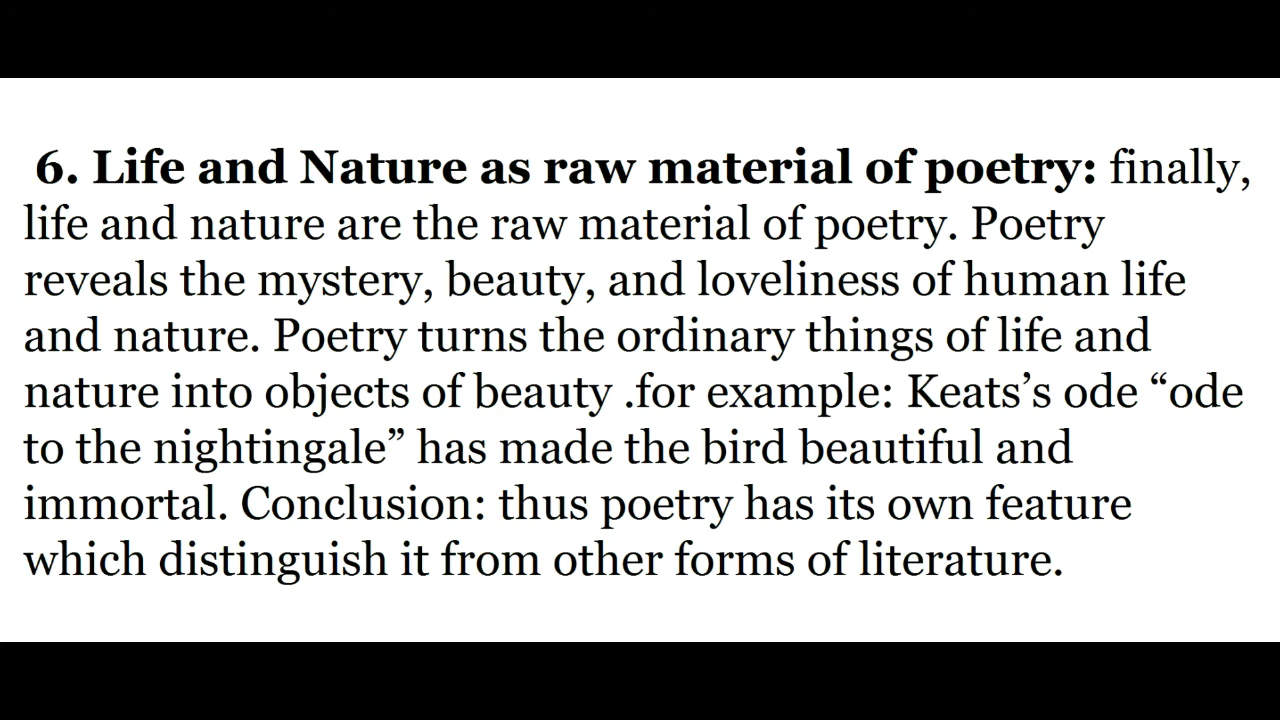 6. Life and Nature as raw material of poetry: finally,
life and nature are the raw material of poetry. Poetry
reveals the mystery, beauty, and loveliness of human life
and nature. Poetry turns the ordinary things of life and
nature into objects of beauty .for example: Keats’s ode “ode
to the nightingale” has made the bird beautiful and
immortal. Conclusion: thus poetry has its own feature
which distinguish it from other forms of literature.